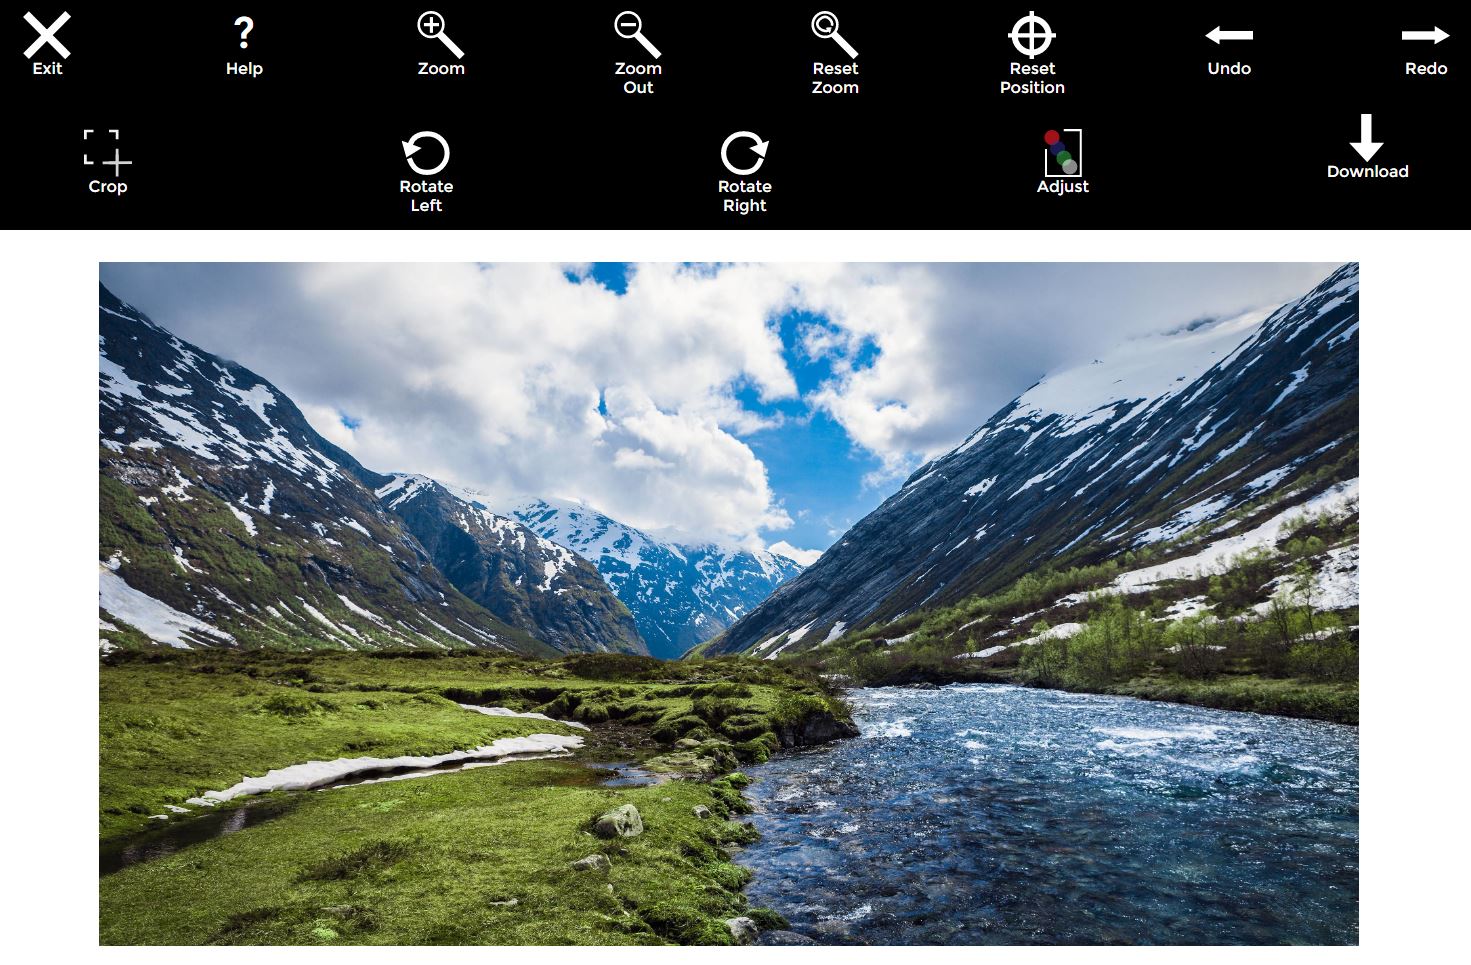 Exit
? Help
Zoom
Zoom
Out
Reset
Zoom
Reset
Position
Undo
Redo
Crop
Rotate
Left
Rotate
Right
Adjust
Download